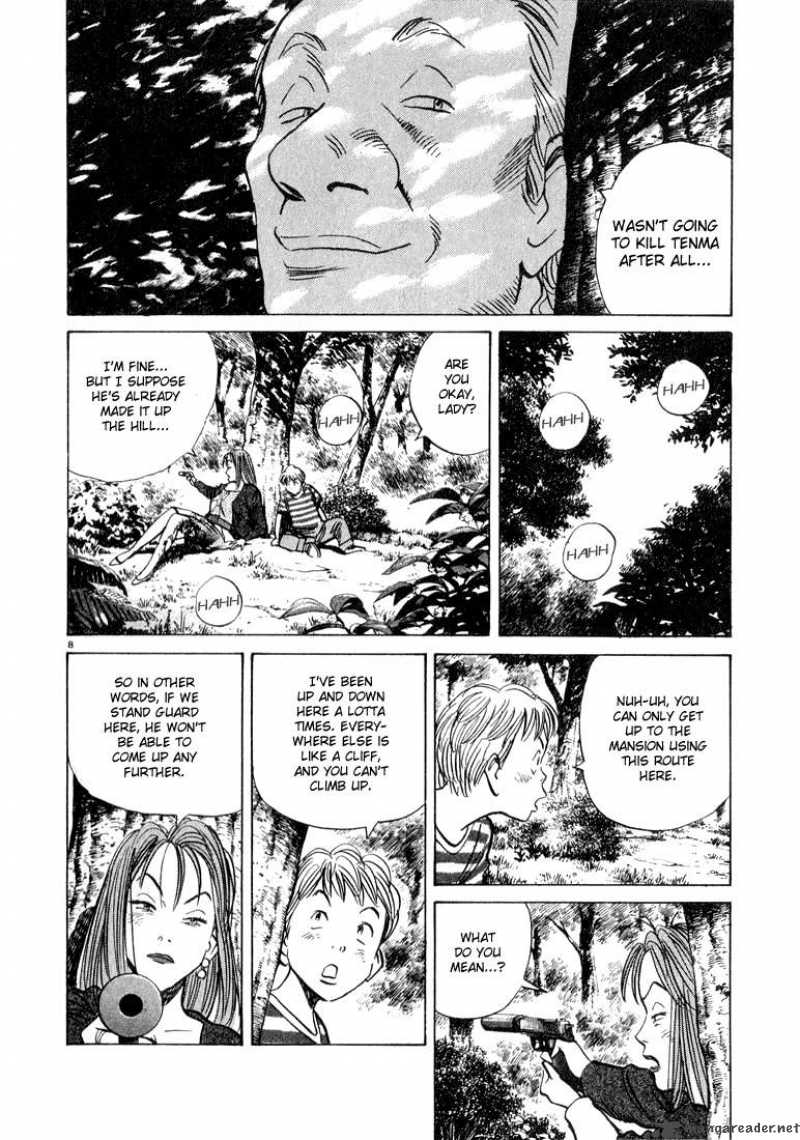 WASN'T GOING
TO KILL TENMA
AFTER ALL...
HAHH
HAHH
HAHH
ARE
YOU
OKAY,
LADY?
I'M FINE...
BUT I SUPPOSE
HE'S ALREADY
MADE IT UP
THE HILL...
HAHH
HAHH
8
NUH-UH, YOU
CAN ONLY GET
UP TO THE
MANSION USING
THIS ROUTE
HERE.
WHAT
DO YOU
MEAN...?
I'VE BEEN
UP AND DOWN
HERE A LOTTA
TIMES. EVERY-
WHERE ELSE IS
LIKE A CLIFF,
AND YOU CAN'T
CLIMB UP.
SO IN OTHER
WORDS, IF WE
STAND GUARD
HERE, HE WON'T
BE ABLE TO
COME UP ANY
FURTHER.
mangareader.net